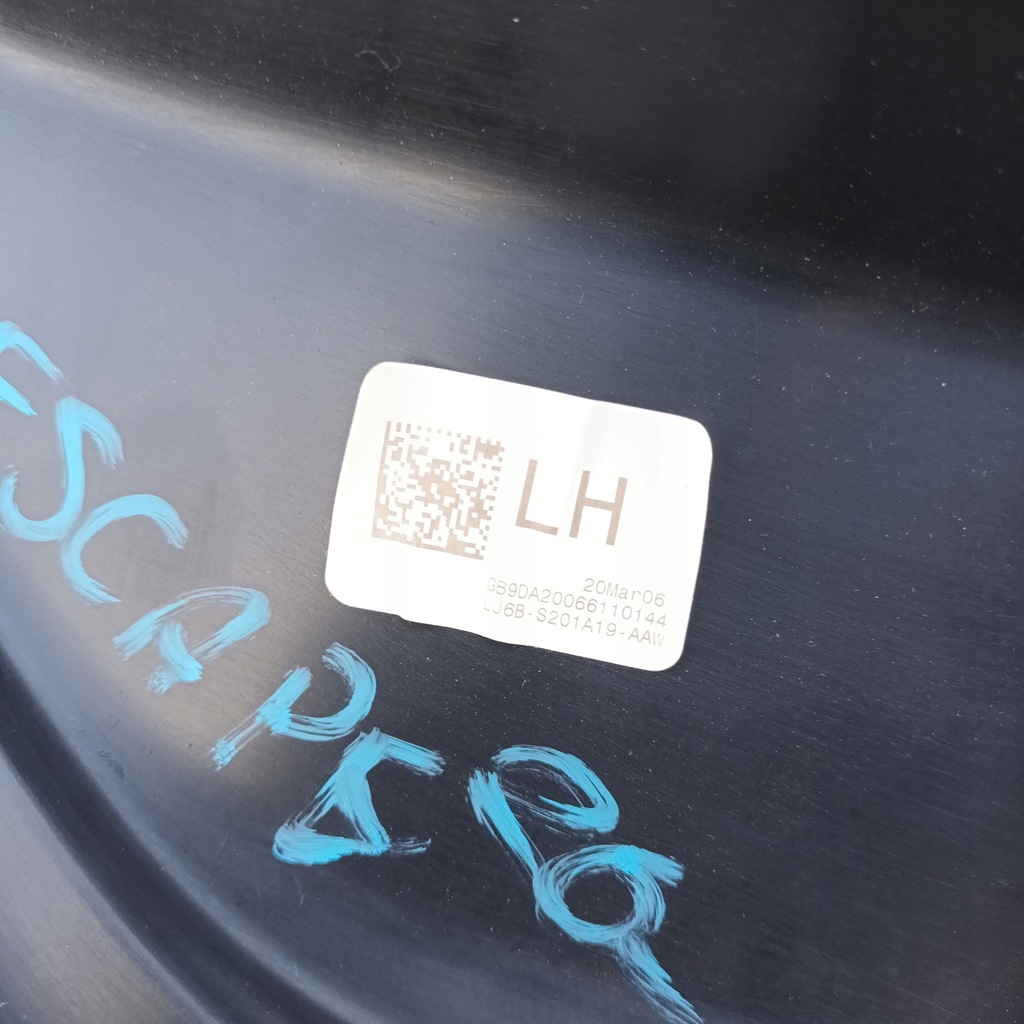 LH
20Mar06
GB9DA20066110144
LJ6B-S201A19-AAW
ESCAPE